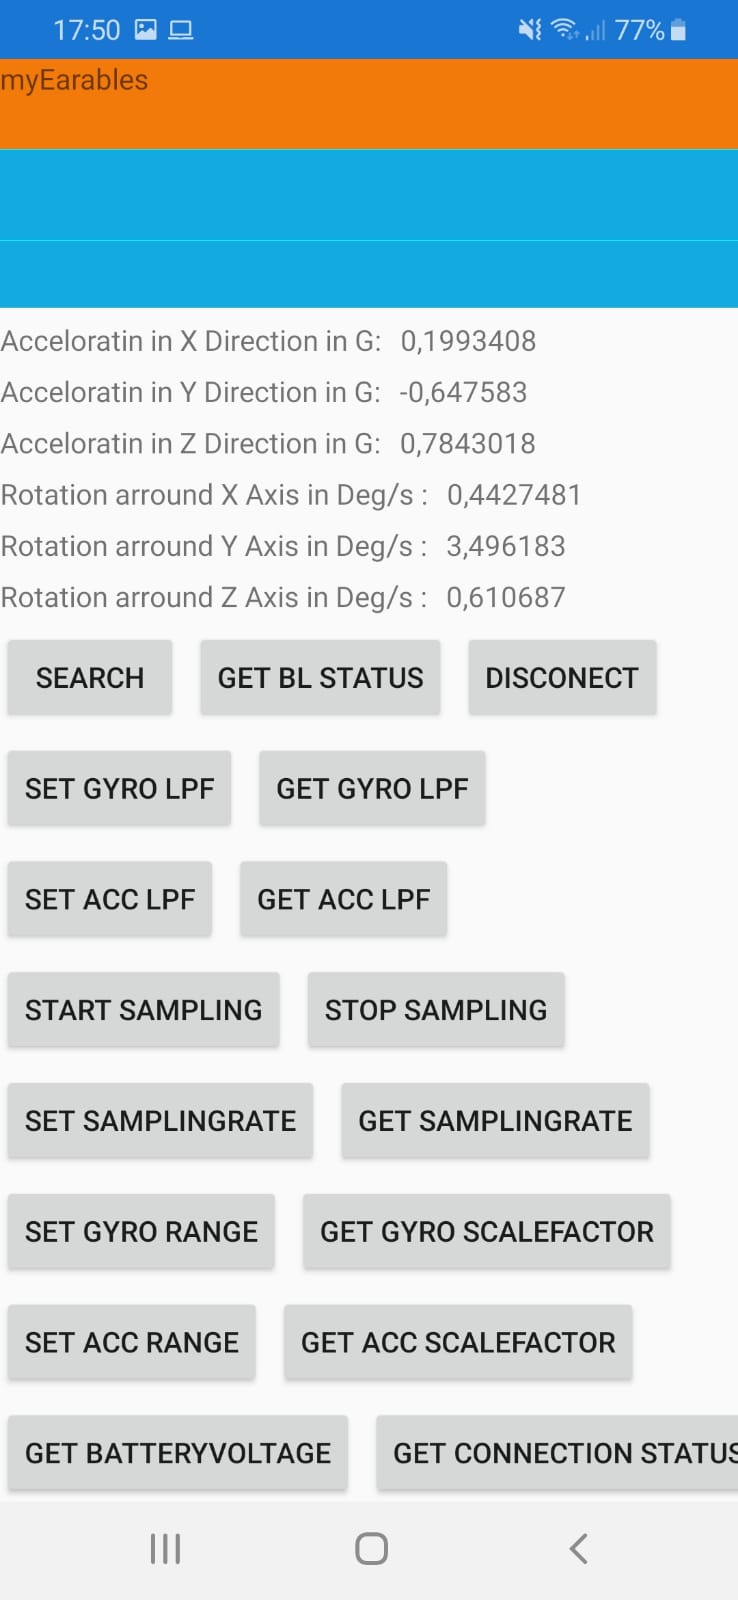 17:50 77%
myEarables
Acceloratin in X Direction in G: 0,1993408
Acceloratin in Y Direction in G: -0,647583
Acceloratin in Z Direction in G: 0,7843018
Rotation arround X Axis in Deg/s : 0,4427481
Rotation arround Y Axis in Deg/s : 3,496183
Rotation arround Z Axis in Deg/s : 0,610687
SEARCH GET BL STATUS DISCONECT
SET GYRO LPF GET GYRO LPF
SET ACC LPF GET ACC LPF
START SAMPLING STOP SAMPLING
SET SAMPLINGRATE GET SAMPLINGRATE
SET GYRO RANGE GET GYRO SCALEFACTOR
SET ACC RANGE GET ACC SCALEFACTOR
GET BATTERYVOLTAGE GET CONNECTION STATUS